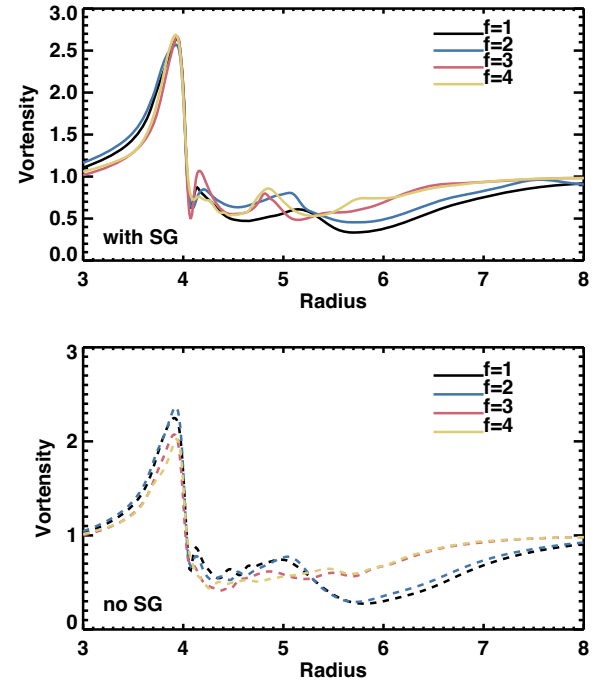 3.0
2.5
2.0
1.5
1.0
0.5
0.0
Vortensity
f=1
f=2
f=3
f=4
with SG
3 4 5 6 7 8
Radius
3
2
1
0
Vortensity
f=1
f=2
f=3
f=4
no SG
3 4 5 6 7 8
Radius